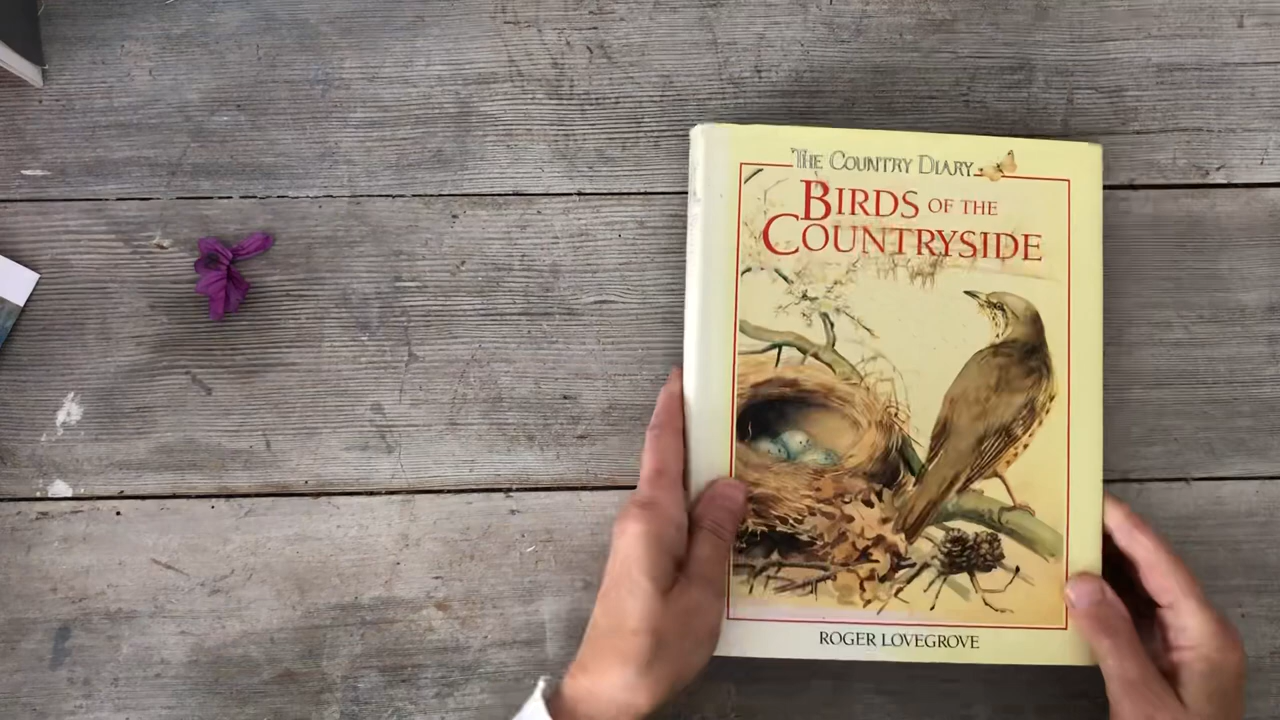 THE COUNTRY DIARY
BIRDS OF THE
COUNTRYSIDE
ROGER LOVEGROVE